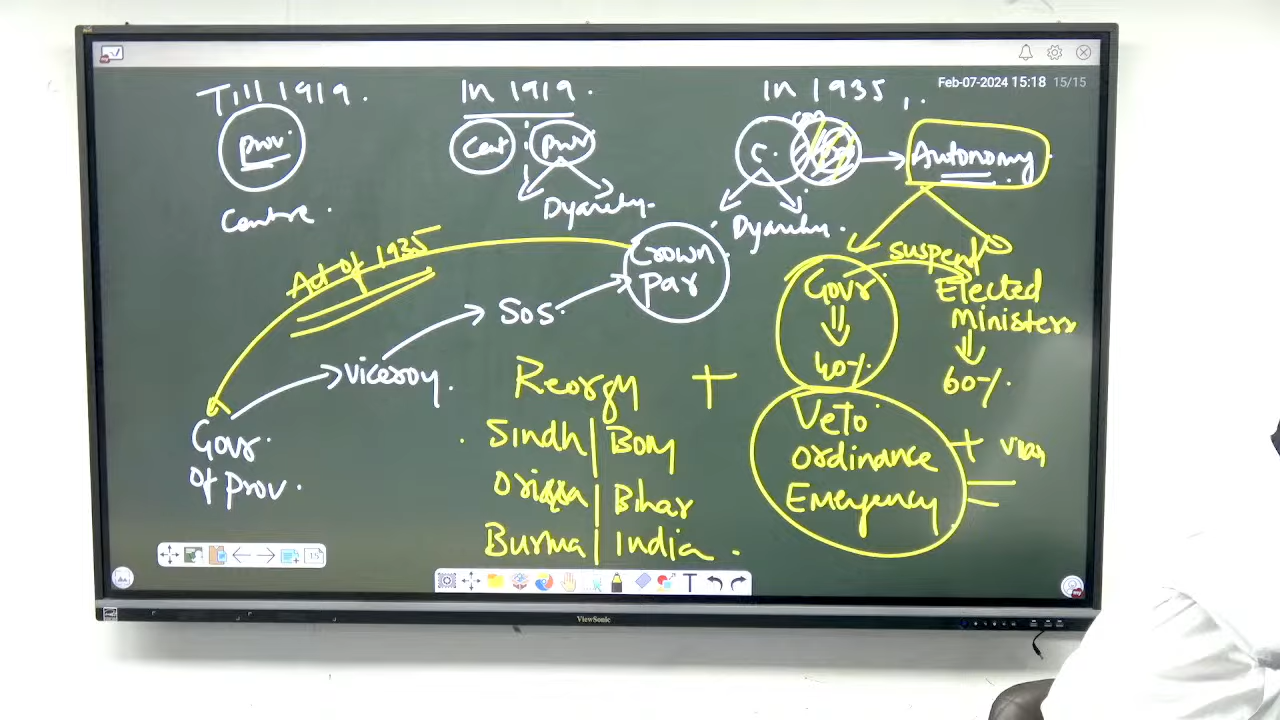 Feb-07-2024 15:18 15/15
Till 1919.
Prov.
Centre.
In 1919.
Cent
Prov
Dyarchy.
In 1935,.
C.
Autonomy
Dyarchy.
Act of 1935
Crown
Par
SOS.
Viceroy.
Govr.
of Prov.
suspend
Govr
40%
Elected
Ministers
60%.
Reorgn +
Sindh | Bom
Orissa | Bihar
Burma | India.
Veto
ordinance
Emergency
+
15
T
ViewSonic